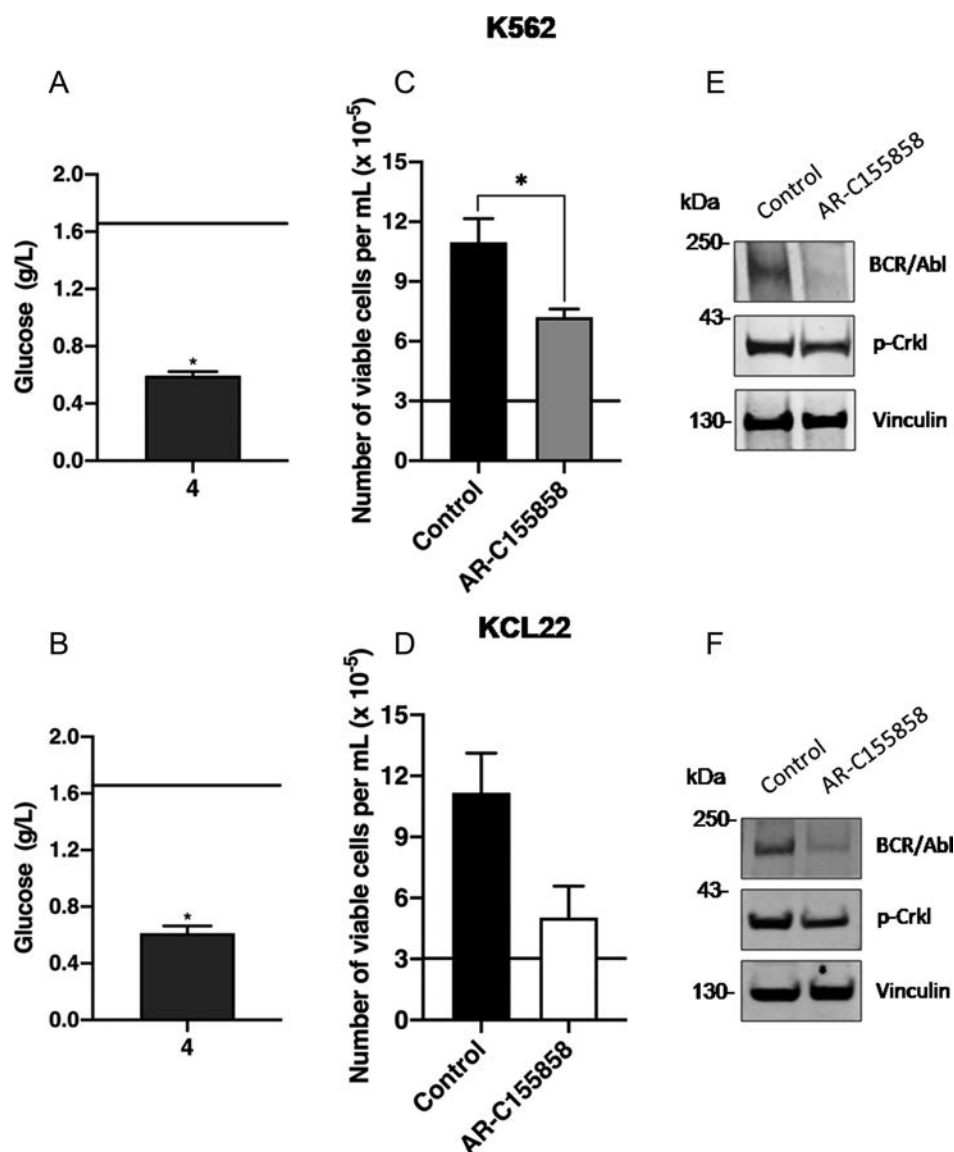 K562
A
Glucose (g/L)
2.0
1.6
1.2
0.8
0.4
0.0
*
4
C
Number of viable cells per mL (x 10⁻⁵)
15
12
9
6
3
0
*
Control
AR-C155858
E
kDa
Control
AR-C155858
250-
BCR/Abl
43-
p-Crkl
130-
Vinculin
KCL22
B
Glucose (g/L)
2.0
1.6
1.2
0.8
0.4
0.0
*
4
D
Number of viable cells per mL (x 10⁻⁵)
15
12
9
6
3
0
Control
AR-C155858
F
kDa
Control
AR-C155858
250-
BCR/Abl
43-
p-Crkl
130-
Vinculin